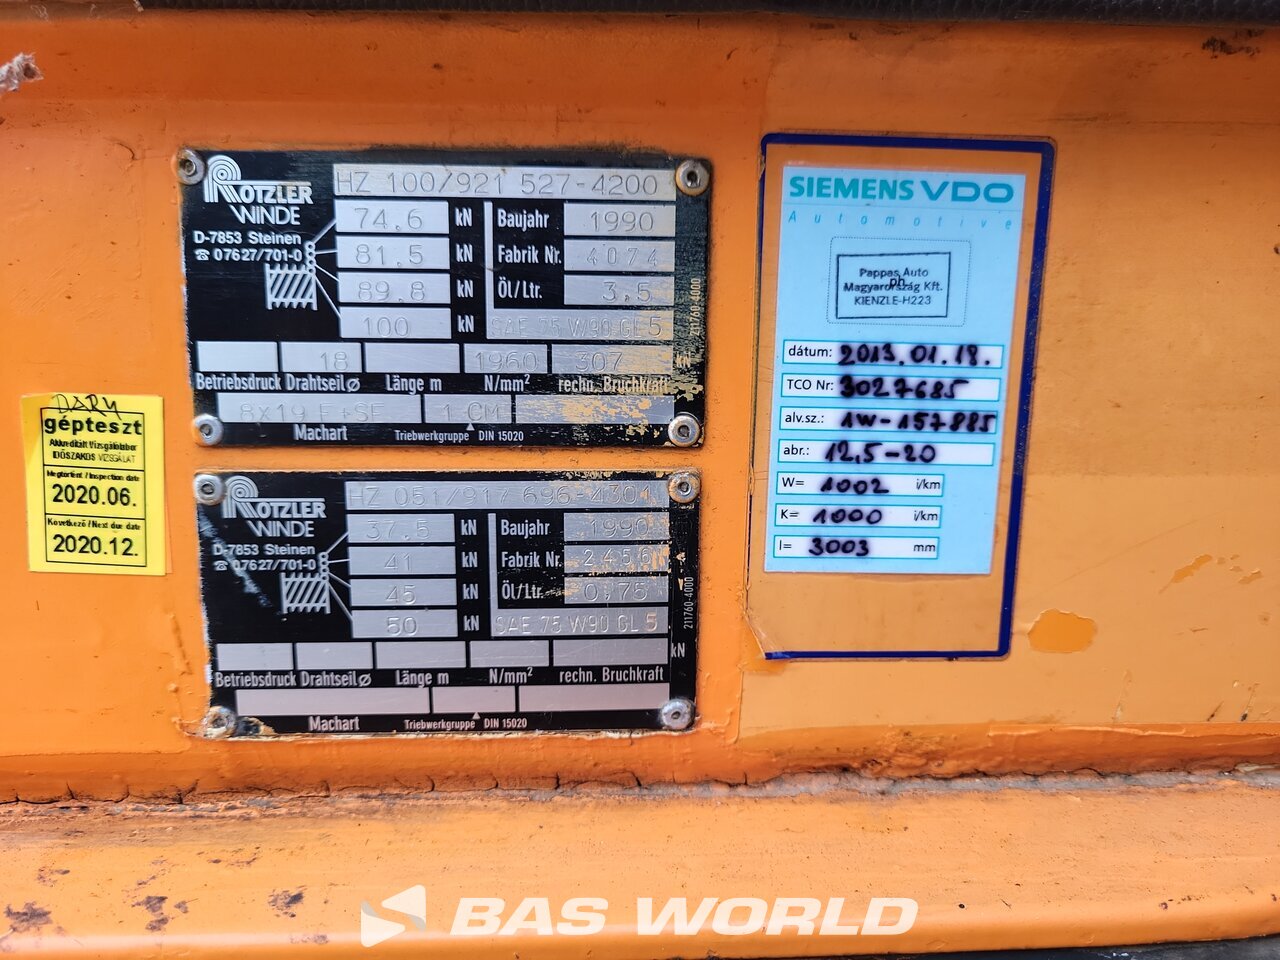 ROTZLER
WINDE
D-7853 Steinen
☎ 07627/701-0
HZ 100/921 527-4200
74.6 kN
81.5 kN
89.8 kN
100 kN
Baujahr 1990
Fabrik Nr. 4074
Öl/Ltr. 3,5
SAE 75 W90 GL 5
211760-4000
18 1960 307 kN
Betriebsdruck Drahtseil⌀ Länge m N/mm² rechn. Bruchkraft
8x19 F+SE 1 CM
Machart Triebwerkgruppe DIN 15020
ROTZLER
WINDE
D-7853 Steinen
☎ 07627/701-0
37.5 kN
41 kN
45 kN
50 kN
Baujahr 1990
Fabrik Nr. 2456
Öl/Ltr. 0,75
SAE 75 W90 GL 5
211760-4000
kN
Betriebsdruck Drahtseil⌀ Länge m N/mm² rechn. Bruchkraft
Machart Triebwerkgruppe DIN 15020
gépteszt
Akkreditált Vizsgálólabor
IDŐSZAKOS VIZSGÁLAT
Megtörtént / Inspection date
2020.06.
Következő / Next due date
2020.12.
SIEMENS VDO
Automotive
Pappas Auto
ph.
Magyarország Kft.
KIENZLE-H223
dátum: 2013.01.18.
TCO Nr: 3027685
alv.sz.: 1W-157885
abr.: 12,5-20
W= 1002 i/km
K= 1000 i/km
l= 3003 mm
BAS WORLD